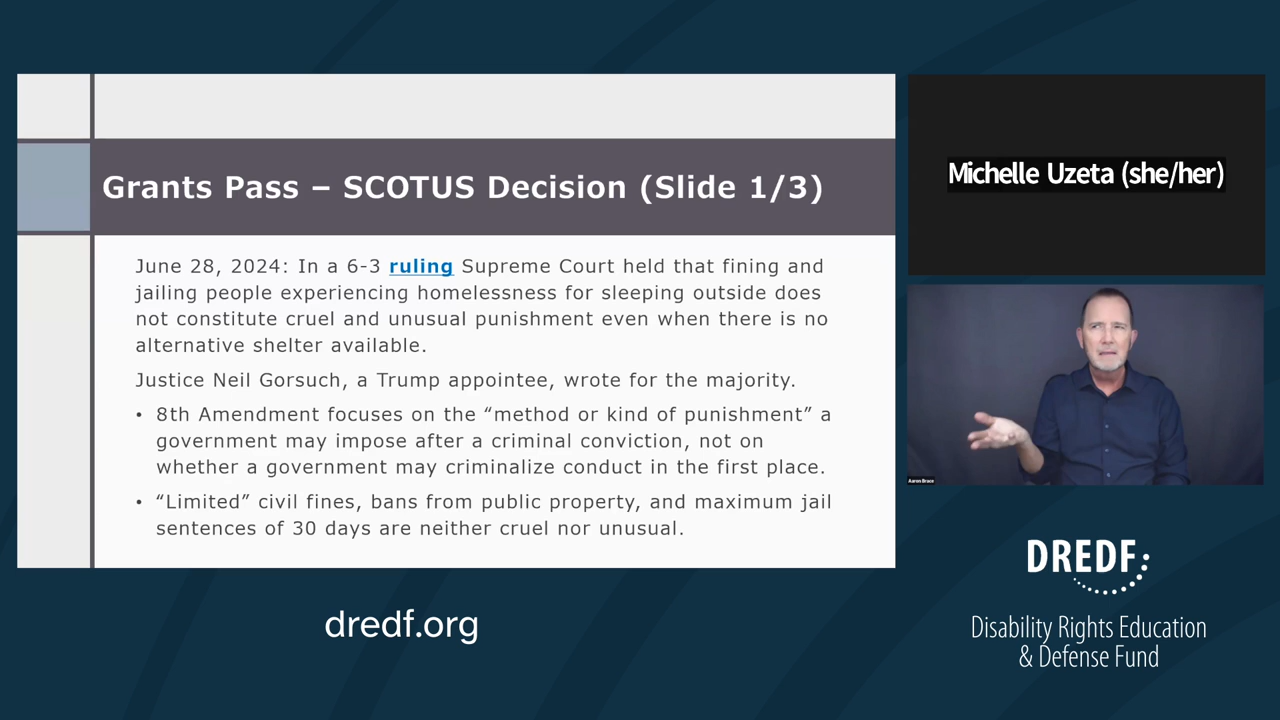 Grants Pass – SCOTUS Decision (Slide 1/3)
June 28, 2024: In a 6-3 ruling Supreme Court held that fining and
jailing people experiencing homelessness for sleeping outside does
not constitute cruel and unusual punishment even when there is no
alternative shelter available.
Justice Neil Gorsuch, a Trump appointee, wrote for the majority.
• 8th Amendment focuses on the “method or kind of punishment” a
government may impose after a criminal conviction, not on
whether a government may criminalize conduct in the first place.
• “Limited” civil fines, bans from public property, and maximum jail
sentences of 30 days are neither cruel nor unusual.
Michelle Uzeta (she/her)
Aaron Brace
dredf.org
DREDF
Disability Rights Education
& Defense Fund